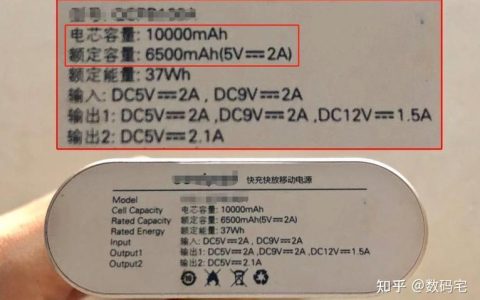 型号:
电芯容量: 10000mAh
额定容量: 6500mAh(5V⎓2A)
额定能量: 37Wh
输入: DC5V⎓2A , DC9V⎓2A
输出1: DC5V⎓2A ,DC9V⎓2A ,DC12V⎓1.5A
输出2: DC5V⎓2.1A
快充快放移动电源
Model 型号:
Cell Capacity 电芯容量: 10000mAh
Rated Capacity 额定容量: 6500mAh(5V⎓2A)
Rated Energy 额定能量: 37Wh
Input 输入: DC5V⎓2A , DC9V⎓2A
Output1 输出1: DC5V⎓2A ,DC9V⎓2A ,DC12V⎓1.5A
Output2 输出2: DC5V⎓2.1A
知乎 @数码宅